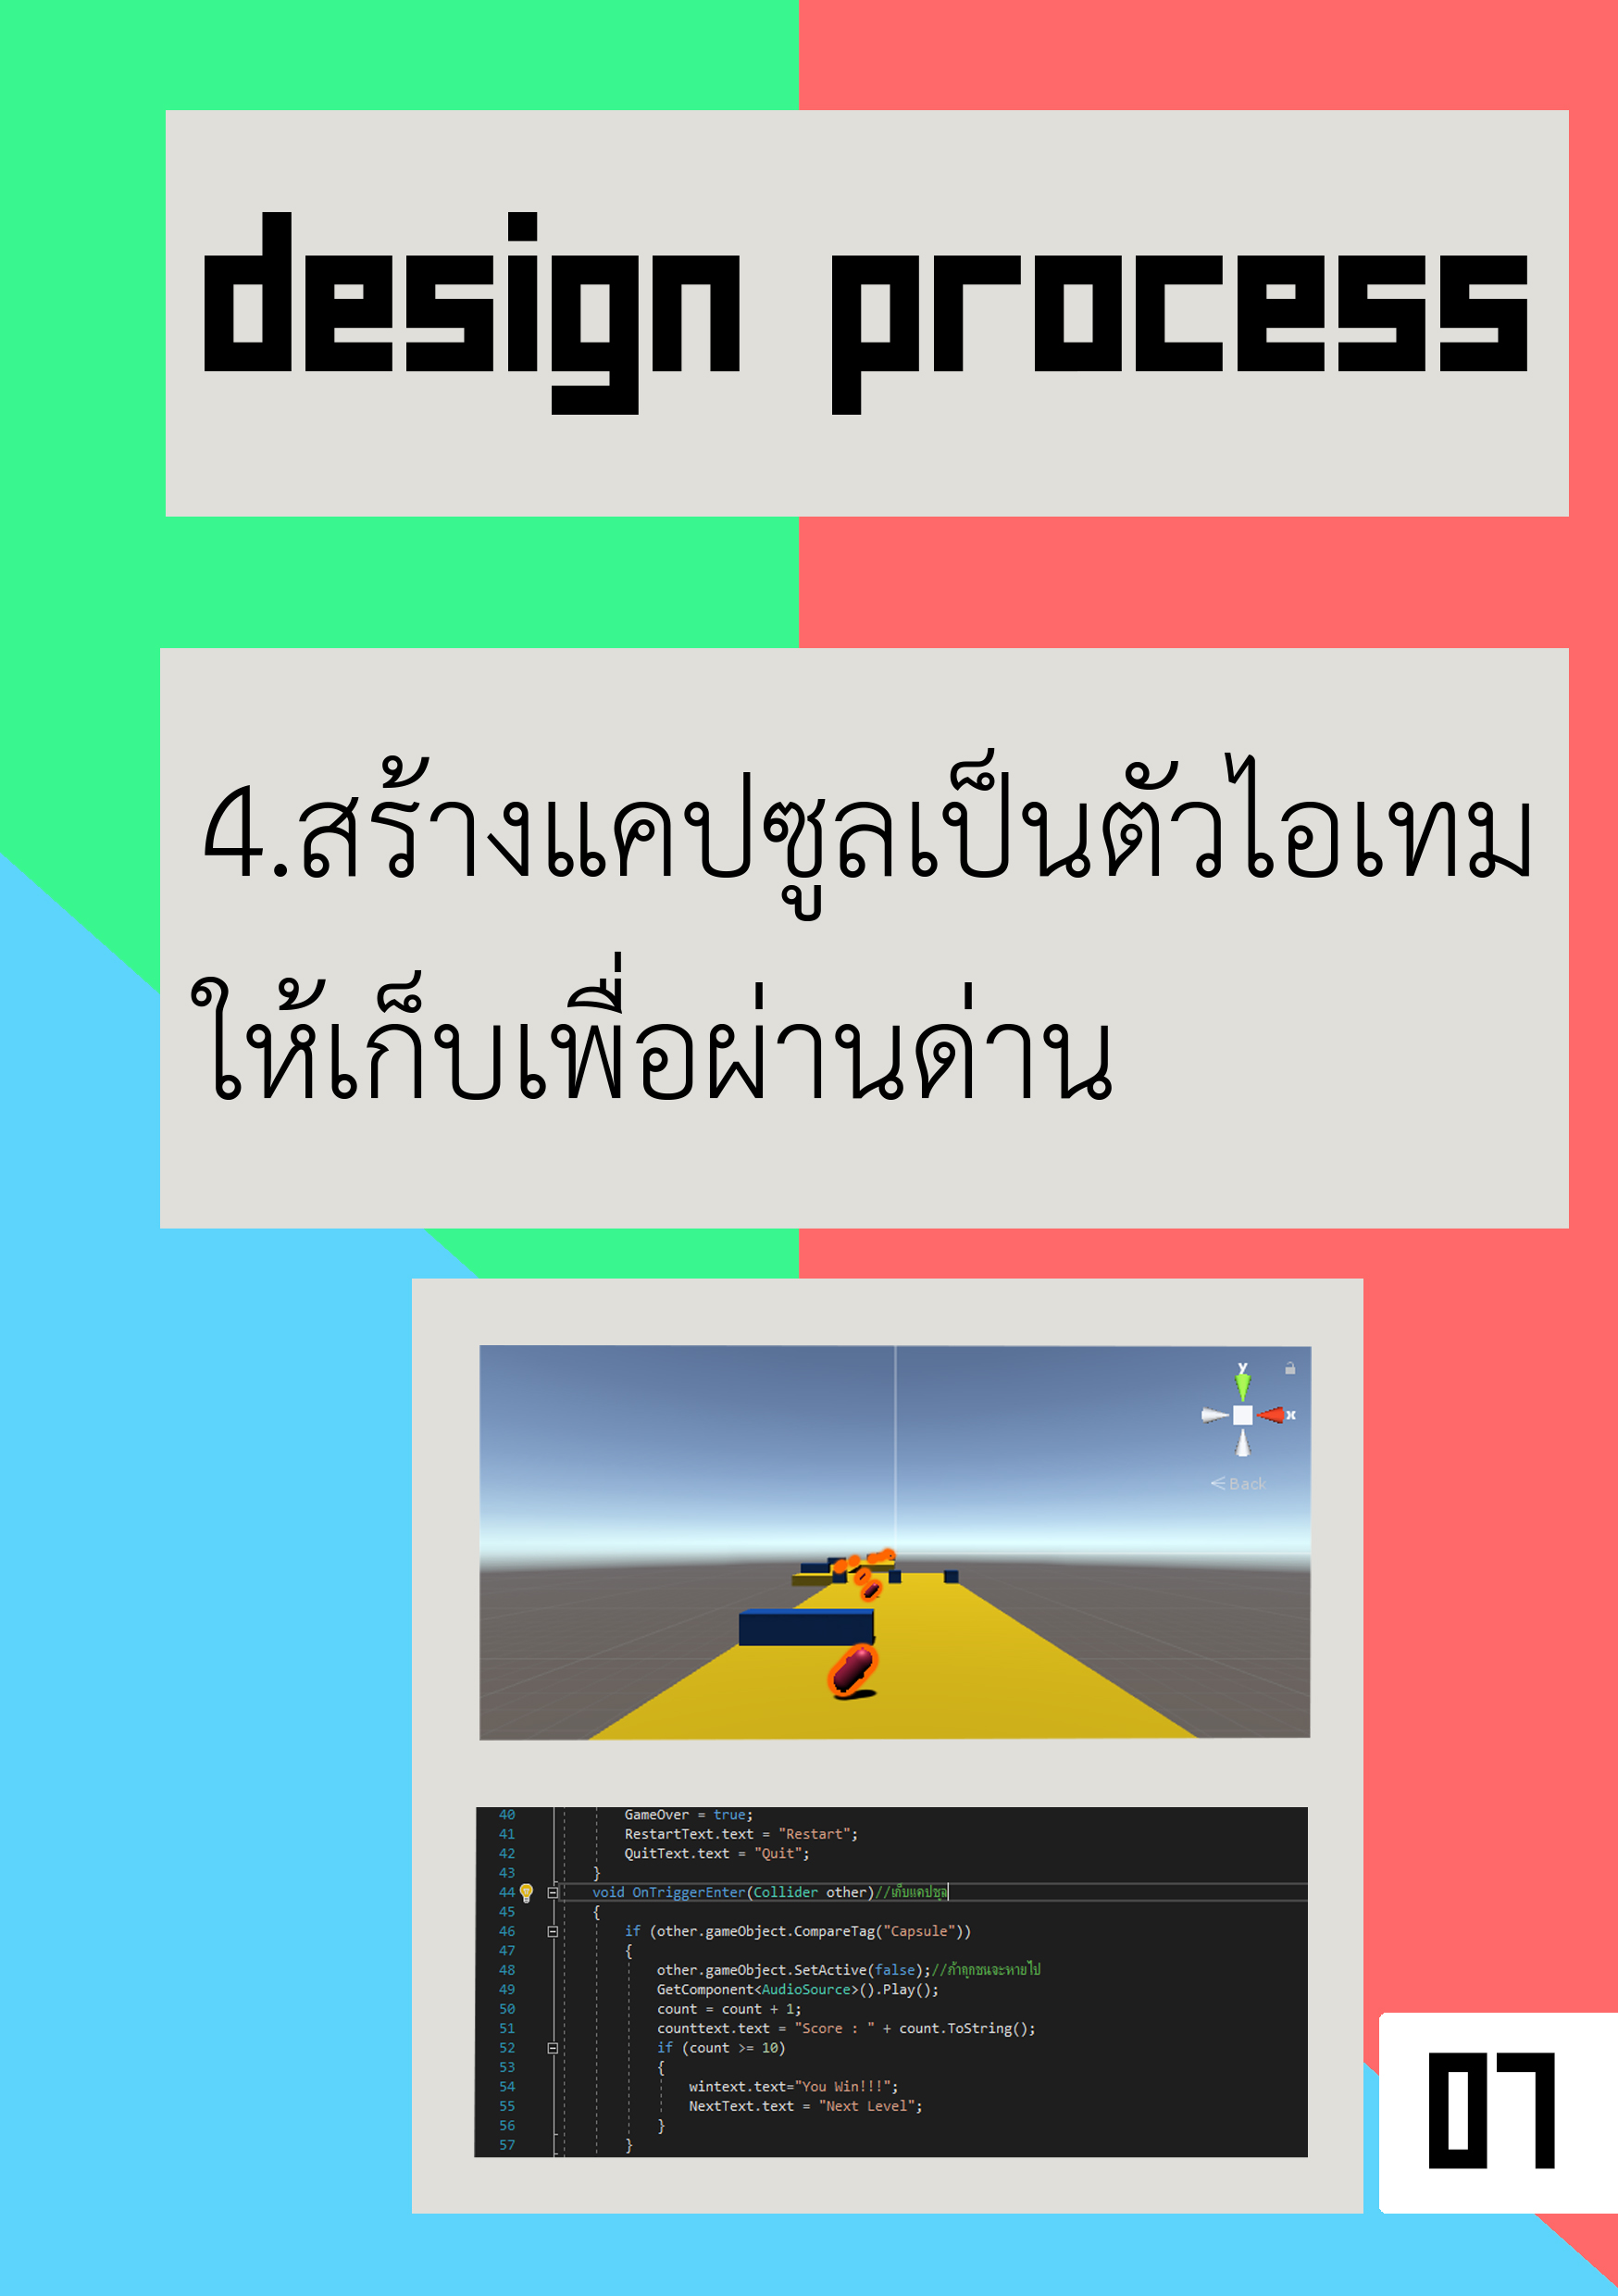 design process
4.สร้างแคปซูลเป็นตัวไอเทม
ให้เก็บเพื่อผ่านด่าน
y
x
Back
40 GameOver = true;
41 RestartText.text = "Restart";
42 QuitText.text = "Quit";
43 }
44 void OnTriggerEnter(Collider other)//เก็บแคปซูล
45 {
46 if (other.gameObject.CompareTag("Capsule"))
47 {
48 other.gameObject.SetActive(false);//ถ้าถูกชนจะหายไป
49 GetComponent<AudioSource>().Play();
50 count = count + 1;
51 counttext.text = "Score : " + count.ToString();
52 if (count >= 10)
53 {
54 wintext.text="You Win!!!";
55 NextText.text = "Next Level";
56 }
57 }
07